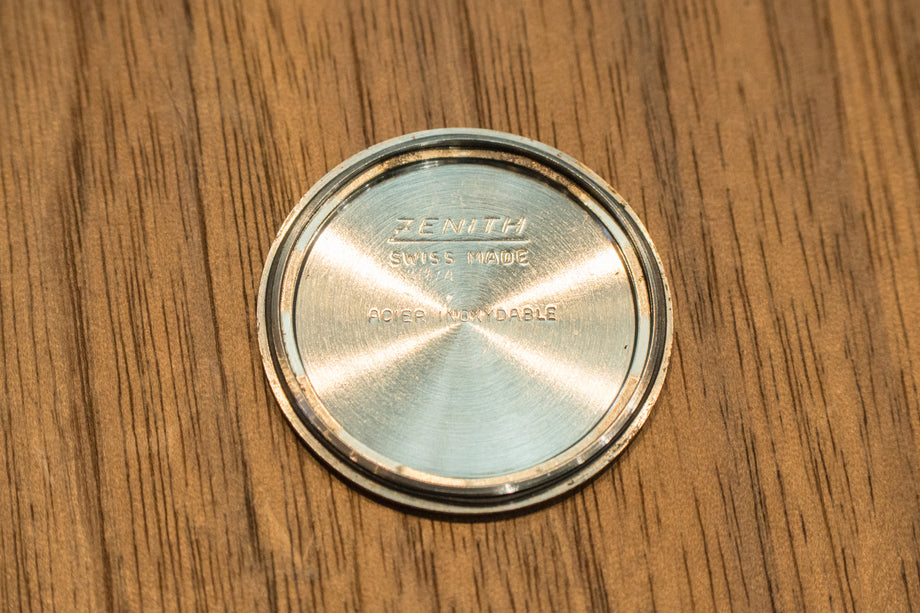 ZENITH
SWISS MADE
ACIER INOXYDABLE